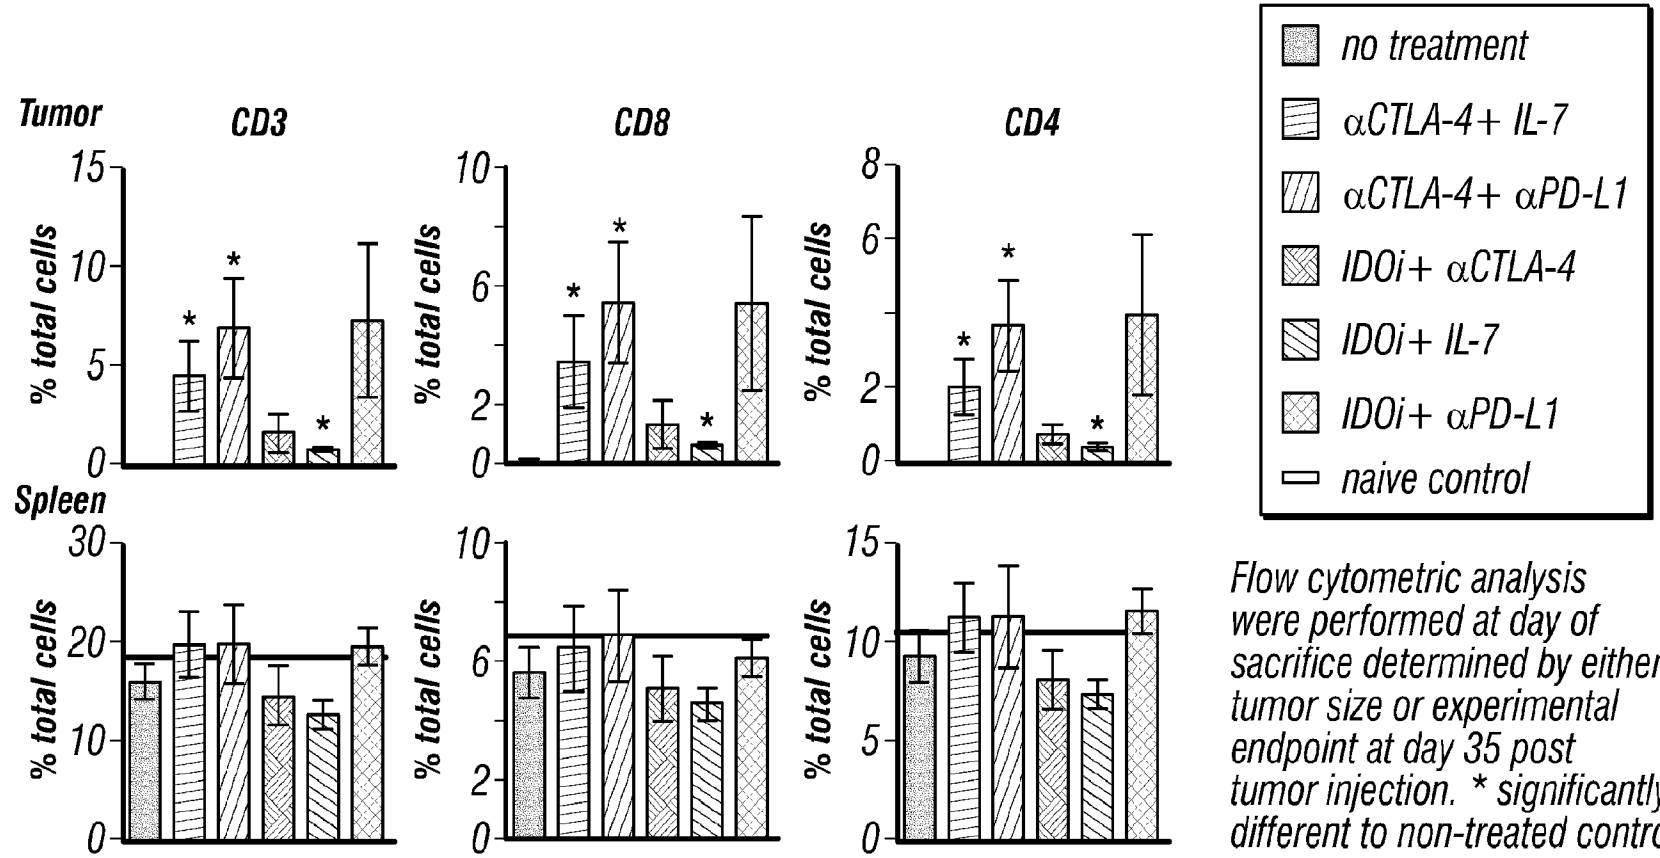 Tumor
CD3
CD8
CD4
15
10
5
0
% total cells
*
*
*
10
6
2
0
% total cells
*
*
*
8
6
2
0
% total cells
*
*
*
Spleen
30
20
10
0
% total cells
10
6
2
0
% total cells
15
10
5
0
% total cells
no treatment
αCTLA-4+ IL-7
αCTLA-4+ αPD-L1
IDOi+ αCTLA-4
IDOi+ IL-7
IDOi+ αPD-L1
naive control
Flow cytometric analysis
were performed at day of
sacrifice determined by either
tumor size or experimental
endpoint at day 35 post
tumor injection. * significantly
different to non-treated contro